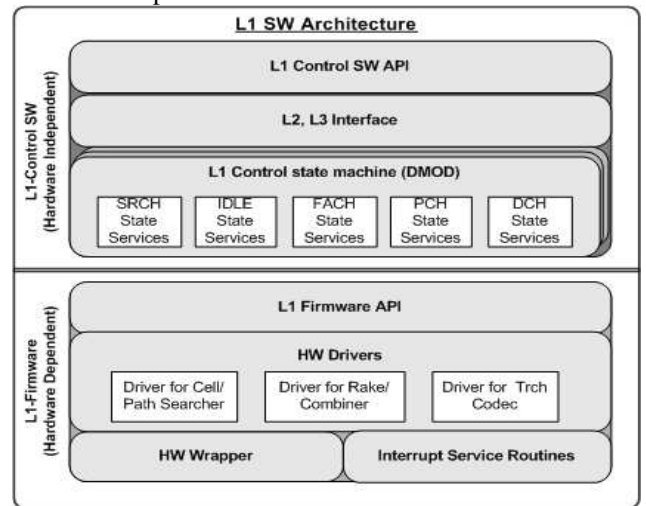 L1 SW Architecture
L1-Control SW
(Hardware Independent)
L1 Control SW API
L2, L3 Interface
L1 Control state machine (DMOD)
SRCH
State
Services
IDLE
State
Services
FACH
State
Services
PCH
State
Services
DCH
State
Services
L1-Firmware
(Hardware Dependent)
L1 Firmware API
HW Drivers
Driver for Cell/
Path Searcher
Driver for Rake/
Combiner
Driver for Trch
Codec
HW Wrapper
Interrupt Service Routines